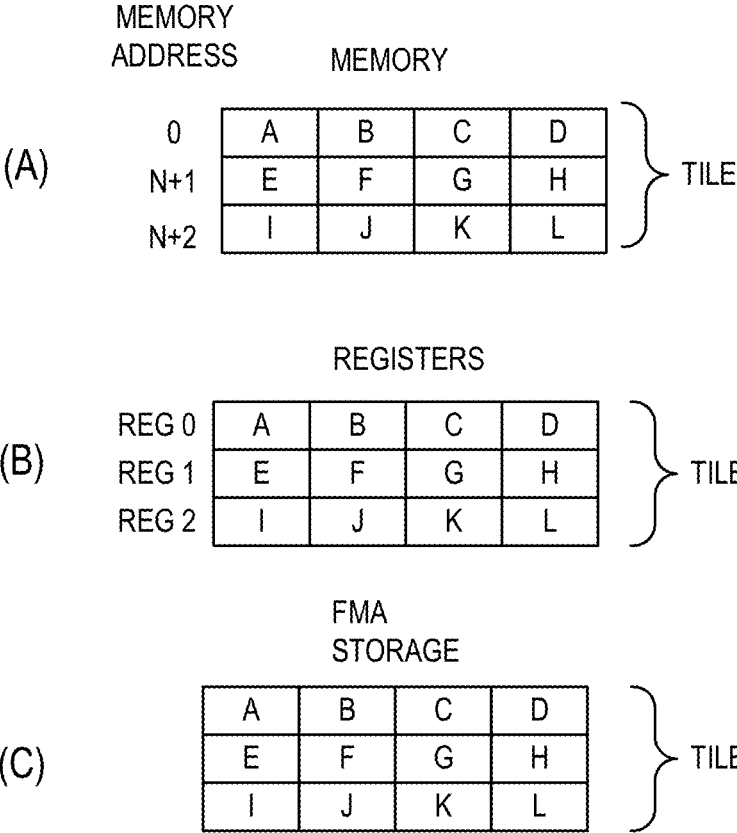 MEMORY
ADDRESS
MEMORY
(A)
0 A B C D
N+1 E F G H
N+2 I J K L
TILE
REGISTERS
(B)
REG 0 A B C D
REG 1 E F G H
REG 2 I J K L
TILE
FMA
STORAGE
(C)
A B C D
E F G H
I J K L
TILE